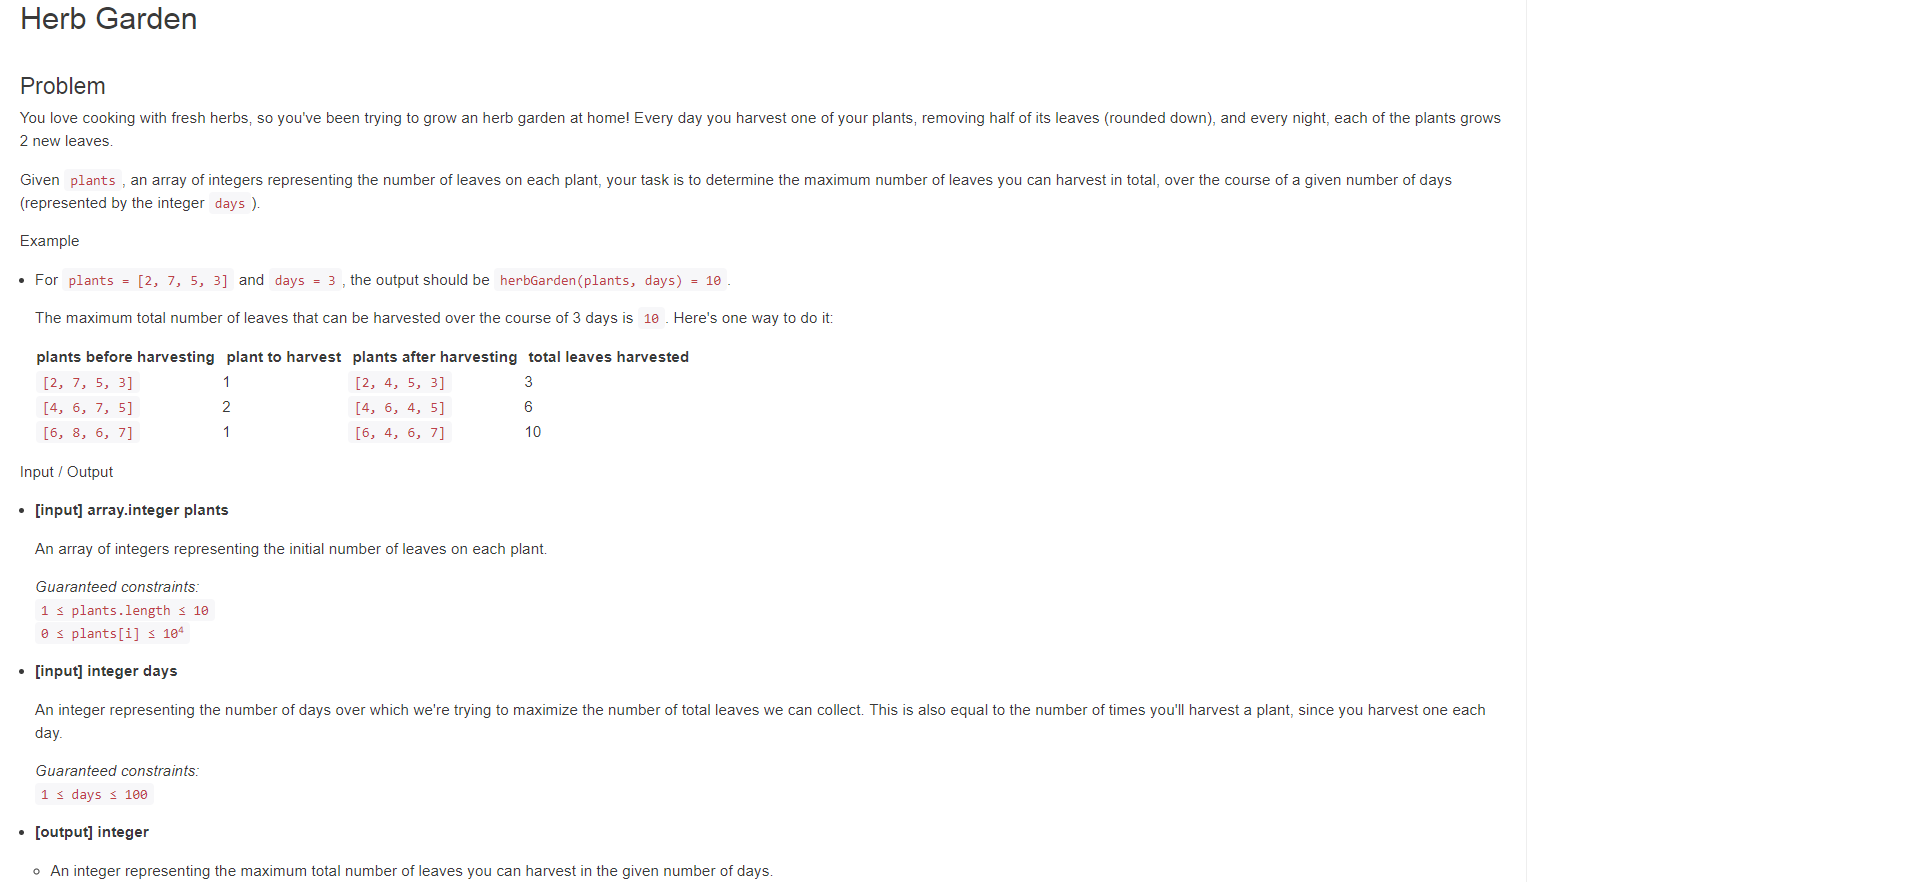 Herb Garden
Problem
You love cooking with fresh herbs, so you've been trying to grow an herb garden at home! Every day you harvest one of your plants, removing half of its leaves (rounded down), and every night, each of the plants grows
2 new leaves.
Given plants , an array of integers representing the number of leaves on each plant, your task is to determine the maximum number of leaves you can harvest in total, over the course of a given number of days
(represented by the integer days ).
Example
• For plants = [2, 7, 5, 3] and days = 3 , the output should be herbGarden(plants, days) = 10 .
The maximum total number of leaves that can be harvested over the course of 3 days is 10 . Here's one way to do it:
plants before harvesting plant to harvest plants after harvesting total leaves harvested
[2, 7, 5, 3] 1 [2, 4, 5, 3] 3
[4, 6, 7, 5] 2 [4, 6, 4, 5] 6
[6, 8, 6, 7] 1 [6, 4, 6, 7] 10
Input / Output
• [input] array.integer plants
An array of integers representing the initial number of leaves on each plant.
Guaranteed constraints:
1 ≤ plants.length ≤ 10
0 ≤ plants[i] ≤ 10⁴
• [input] integer days
An integer representing the number of days over which we're trying to maximize the number of total leaves we can collect. This is also equal to the number of times you'll harvest a plant, since you harvest one each
day.
Guaranteed constraints:
1 ≤ days ≤ 100
• [output] integer
◦ An integer representing the maximum total number of leaves you can harvest in the given number of days.